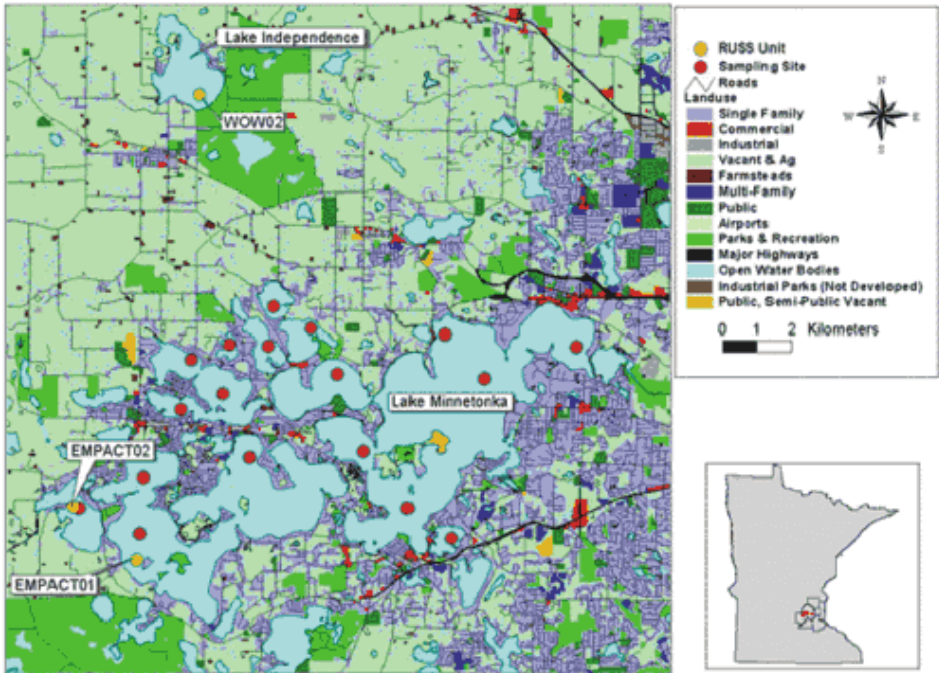 Lake Independence
WOW02
Lake Minnetonka
EMPACT02
EMPACT01
RUSS Unit
Sampling Site
Roads
Landuse
Single Family
Commercial
Industrial
Vacant & Ag
Farmsteads
Multi-Family
Public
Airports
Parks & Recreation
Major Highways
Open Water Bodies
Industrial Parks (Not Developed)
Public, Semi-Public Vacant
0 1 2 Kilometers
N
W E
S